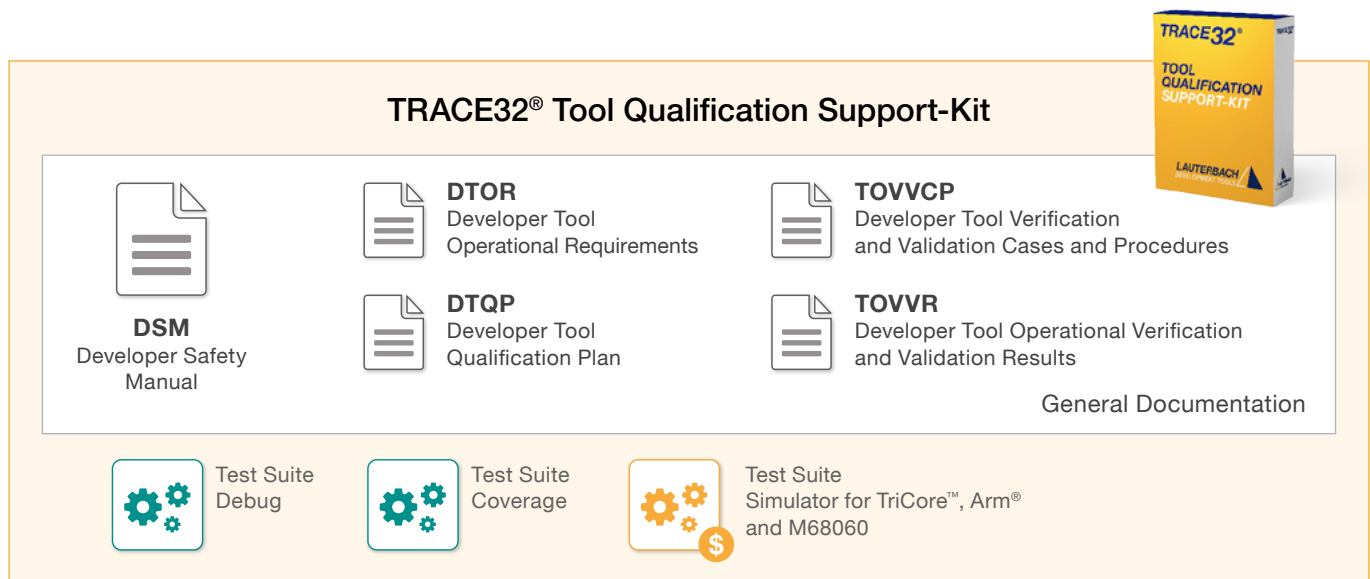 TRACE32®
TOOL
QUALIFICATION
SUPPORT-KIT
LAUTERBACH
DEVELOPMENT TOOLS
TRACE32® Tool Qualification Support-Kit
DSM
Developer Safety
Manual
DTOR
Developer Tool
Operational Requirements
DTQP
Developer Tool
Qualification Plan
TOVVCP
Developer Tool Verification
and Validation Cases and Procedures
TOVVR
Developer Tool Operational Verification
and Validation Results
General Documentation
Test Suite
Debug
Test Suite
Coverage
$
Test Suite
Simulator for TriCore™, Arm®
and M68060